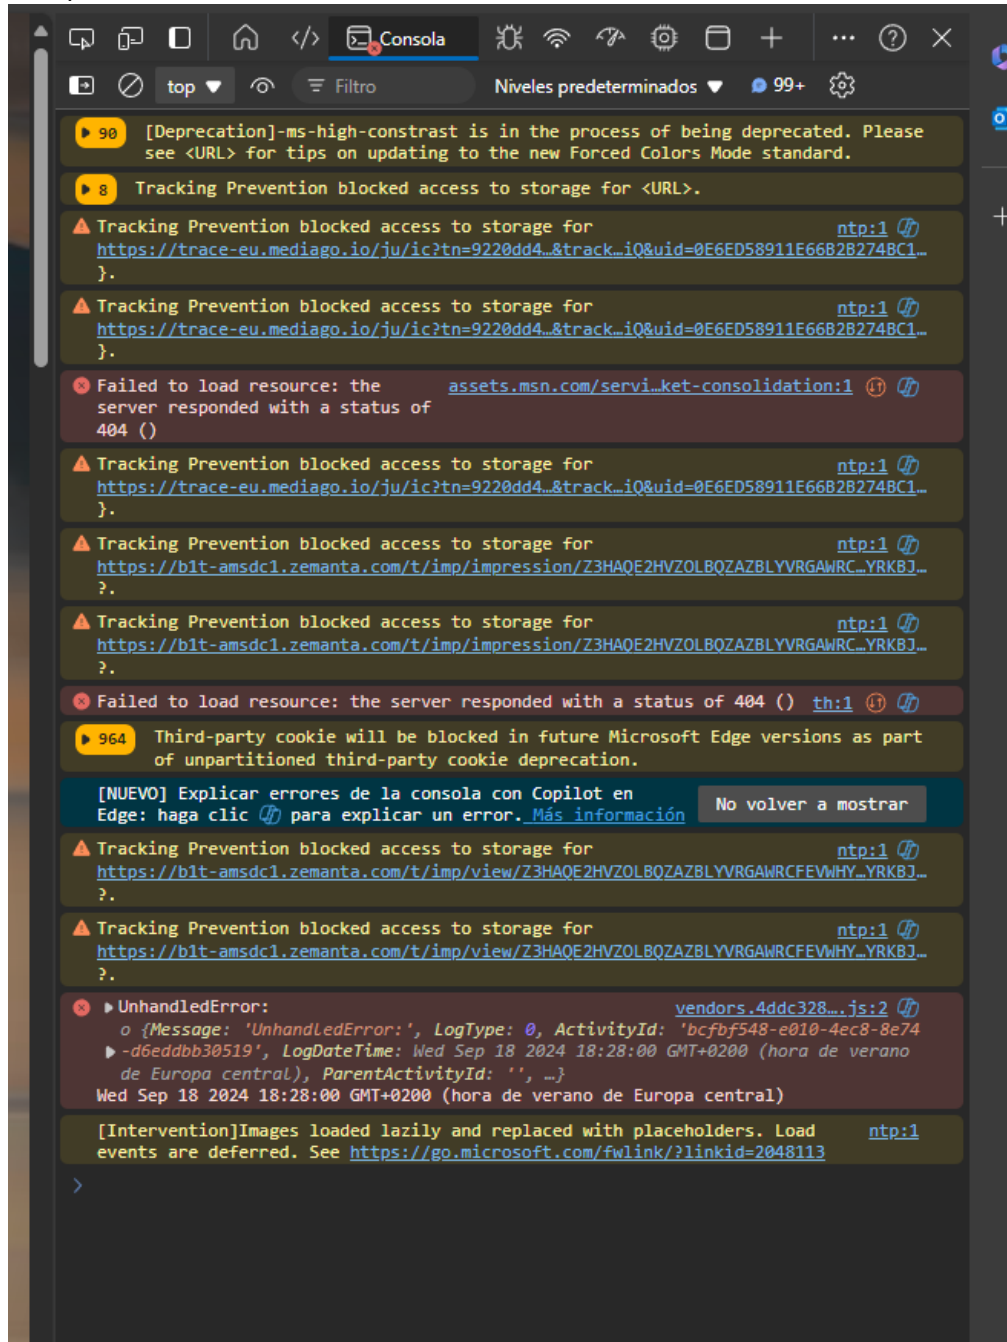 Consola
top
Filtro
Niveles predeterminados
99+
90
[Deprecation]-ms-high-constrast is in the process of being deprecated. Please
see <URL> for tips on updating to the new Forced Colors Mode standard.
8
Tracking Prevention blocked access to storage for <URL>.
Tracking Prevention blocked access to storage for
ntp:1
https://trace-eu.mediago.io/ju/ic?tn=9220dd4…&track…iQ&uid=0E6ED58911E66B2B274BC1…
}.
Tracking Prevention blocked access to storage for
ntp:1
https://trace-eu.mediago.io/ju/ic?tn=9220dd4…&track…iQ&uid=0E6ED58911E66B2B274BC1…
}.
Failed to load resource: the
assets.msn.com/servi…ket-consolidation:1
server responded with a status of
404 ()
Tracking Prevention blocked access to storage for
ntp:1
https://trace-eu.mediago.io/ju/ic?tn=9220dd4…&track…iQ&uid=0E6ED58911E66B2B274BC1…
}.
Tracking Prevention blocked access to storage for
ntp:1
https://b1t-amsdc1.zemanta.com/t/imp/impression/Z3HAQE2HVZOLBQZAZBLYVRGAWRC…YRKBJ…
?.
Tracking Prevention blocked access to storage for
ntp:1
https://b1t-amsdc1.zemanta.com/t/imp/impression/Z3HAQE2HVZOLBQZAZBLYVRGAWRC…YRKBJ…
?.
Failed to load resource: the server responded with a status of 404 ()
th:1
964
Third-party cookie will be blocked in future Microsoft Edge versions as part
of unpartitioned third-party cookie deprecation.
[NUEVO] Explicar errores de la consola con Copilot en
Edge: haga clic para explicar un error. Más información
No volver a mostrar
Tracking Prevention blocked access to storage for
ntp:1
https://b1t-amsdc1.zemanta.com/t/imp/view/Z3HAQE2HVZOLBQZAZBLYVRGAWRCFEVWHY…YRKBJ…
?.
Tracking Prevention blocked access to storage for
ntp:1
https://b1t-amsdc1.zemanta.com/t/imp/view/Z3HAQE2HVZOLBQZAZBLYVRGAWRCFEVWHY…YRKBJ…
?.
UnhandledError:
vendors.4ddc328….js:2
o {Message: 'UnhandledError:', LogType: 0, ActivityId: 'bcfbf548-e010-4ec8-8e74
-d6eddbb30519', LogDateTime: Wed Sep 18 2024 18:28:00 GMT+0200 (hora de verano
de Europa central), ParentActivityId: '', …}
Wed Sep 18 2024 18:28:00 GMT+0200 (hora de verano de Europa central)
[Intervention]Images loaded lazily and replaced with placeholders. Load
ntp:1
events are deferred. See https://go.microsoft.com/fwlink/?linkid=2048113